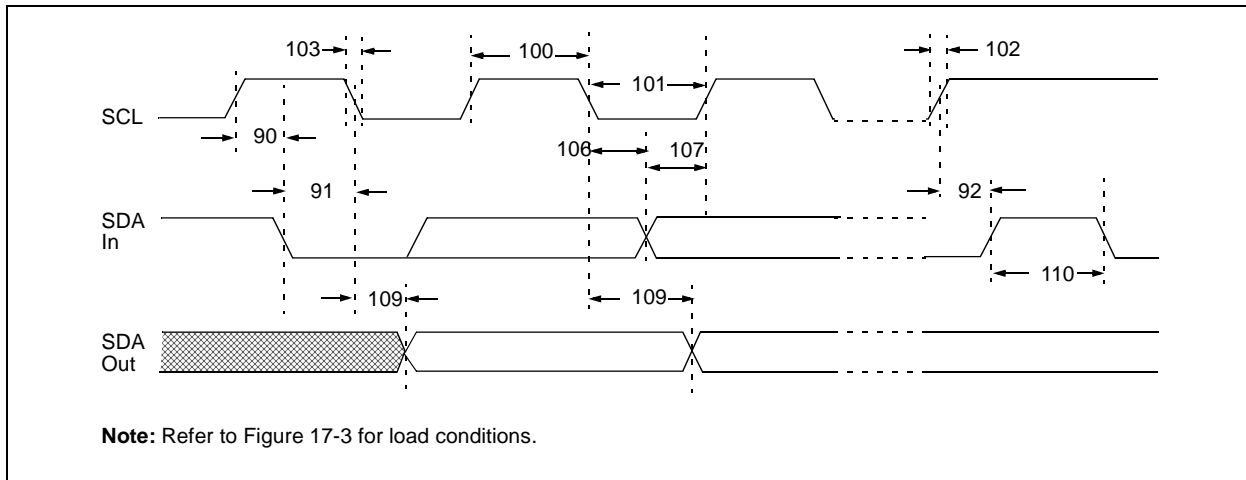 103
100
102
101
SCL
90
106
107
91
92
SDA
In
110
109
109
SDA
Out
Note: Refer to Figure 17-3 for load conditions.